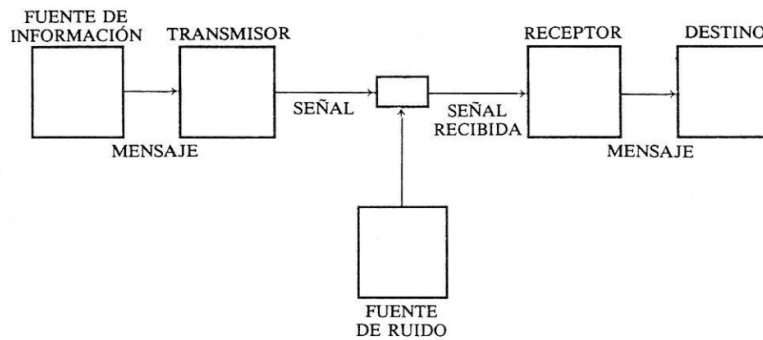 FUENTE DE
INFORMACIÓN
TRANSMISOR
RECEPTOR
DESTINO
SEÑAL
SEÑAL
RECIBIDA
MENSAJE
MENSAJE
FUENTE
DE RUIDO